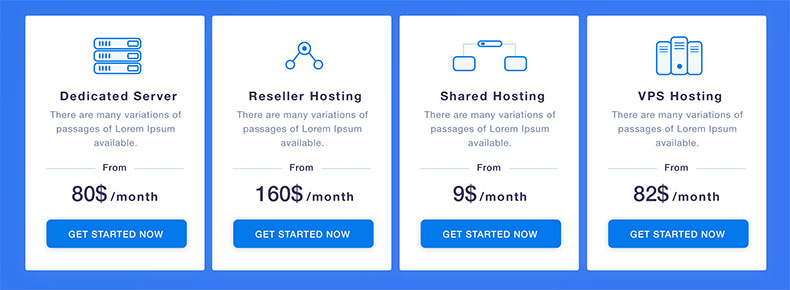 Dedicated Server
There are many variations of
passages of Lorem Ipsum
available.
From
80$/month
GET STARTED NOW
Reseller Hosting
There are many variations of
passages of Lorem Ipsum
available.
From
160$/month
GET STARTED NOW
Shared Hosting
There are many variations of
passages of Lorem Ipsum
available.
From
9$/month
GET STARTED NOW
VPS Hosting
There are many variations of
passages of Lorem Ipsum
available.
From
82$/month
GET STARTED NOW